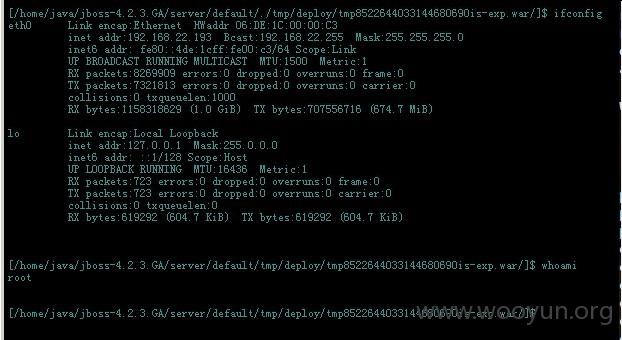 [/home/java/jboss-4.2.3.GA/server/default/./tmp/deploy/tmp8522644033144680690is-exp.war/]$ ifconfig
eth0 Link encap:Ethernet HWaddr 06:DE:1C:00:00:C3
inet addr:192.168.22.193 Bcast:192.168.22.255 Mask:255.255.255.0
inet6 addr: fe80::4de:1cff:fe00:c3/64 Scope:Link
UP BROADCAST RUNNING MULTICAST MTU:1500 Metric:1
RX packets:8269909 errors:0 dropped:0 overruns:0 frame:0
TX packets:7321813 errors:0 dropped:0 overruns:0 carrier:0
collisions:0 txqueuelen:1000
RX bytes:1158318629 (1.0 GiB) TX bytes:707556716 (674.7 MiB)
lo Link encap:Local Loopback
inet addr:127.0.0.1 Mask:255.0.0.0
inet6 addr: ::1/128 Scope:Host
UP LOOPBACK RUNNING MTU:16436 Metric:1
RX packets:723 errors:0 dropped:0 overruns:0 frame:0
TX packets:723 errors:0 dropped:0 overruns:0 carrier:0
collisions:0 txqueuelen:0
RX bytes:619292 (604.7 KiB) TX bytes:619292 (604.7 KiB)
[/home/java/jboss-4.2.3.GA/server/default/tmp/deploy/tmp8522644033144680690is-exp.war/]$ whoami
root
[/home/java/jboss-4.2.3.GA/server/default/tmp/deploy/tmp8522644033144680690is-exp.war/]$
www.wooyun.org